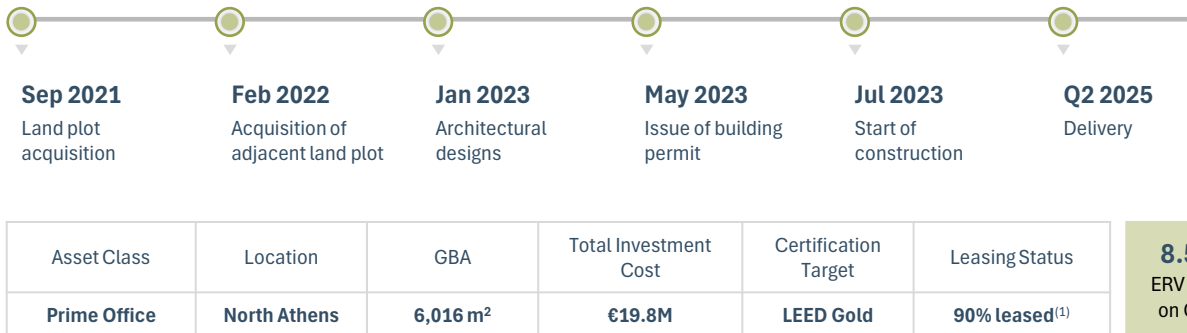 Sep 2021
Land plot
acquisition
Feb 2022
Acquisition of
adjacent land plot
Jan 2023
Architectural
designs
May 2023
Issue of building
permit
Jul 2023
Start of
construction
Q2 2025
Delivery
Asset Class
Location
GBA
Total Investment
Cost
Certification
Target
Leasing Status
Prime Office
North Athens
6,016 m²
€19.8M
LEED Gold
90% leased⁽¹⁾
ERV
on